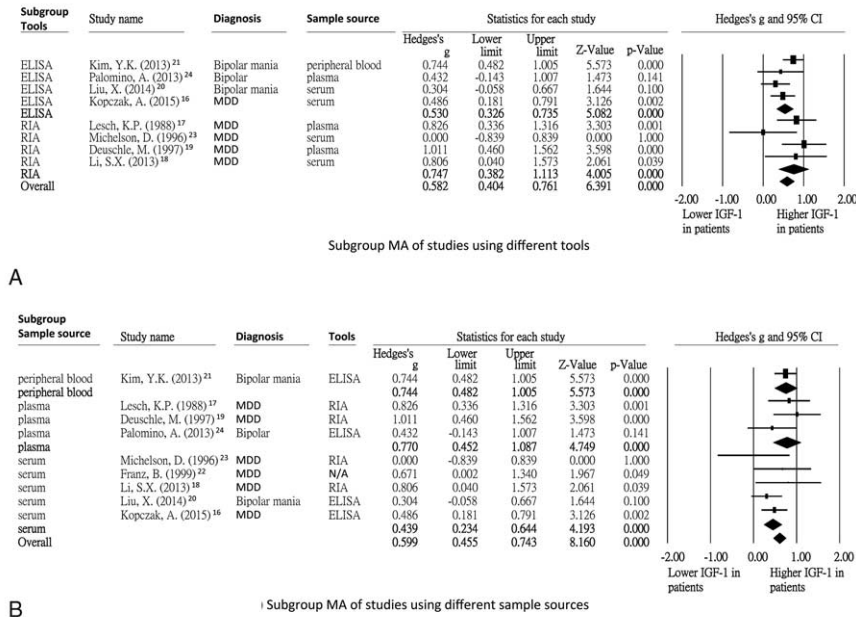 Subgroup
Tools Study name Diagnosis Sample source Statistics for each study Hedges's g and 95% CI
Hedges's g Lower limit Upper limit Z-Value p-Value
ELISA Kim, Y.K. (2013) 21 Bipolar mania peripheral blood 0.744 0.482 1.005 5.573 0.000
ELISA Palomino, A. (2013) 24 Bipolar plasma 0.432 -0.143 1.007 1.473 0.141
ELISA Liu, X. (2014) 20 Bipolar mania serum 0.304 -0.058 0.667 1.644 0.100
ELISA Kopczak, A. (2015) 16 MDD serum 0.486 0.181 0.791 3.126 0.002
ELISA 0.530 0.326 0.735 5.082 0.000
RIA Lesch, K.P. (1988) 17 MDD plasma 0.826 0.336 1.316 3.303 0.001
RIA Michelson, D. (1996) 23 MDD serum 0.000 -0.839 0.839 0.000 1.000
RIA Deuschle, M. (1997) 19 MDD plasma 1.011 0.460 1.562 3.598 0.000
RIA Li, S.X. (2013) 18 MDD serum 0.806 0.040 1.573 2.061 0.039
RIA 0.747 0.382 1.113 4.005 0.000
Overall 0.582 0.404 0.761 6.391 0.000
-2.00 -1.00 0.00 1.00 2.00
Lower IGF-1 in patients Higher IGF-1 in patients
Subgroup MA of studies using different tools
A
Subgroup
Sample source Study name Diagnosis Tools Statistics for each study Hedges's g and 95% CI
Hedges's g Lower limit Upper limit Z-Value p-Value
peripheral blood Kim, Y.K. (2013) 21 Bipolar mania ELISA 0.744 0.482 1.005 5.573 0.000
peripheral blood 0.744 0.482 1.005 5.573 0.000
plasma Lesch, K.P. (1988) 17 MDD RIA 0.826 0.336 1.316 3.303 0.001
plasma Deuschle, M. (1997) 19 MDD RIA 1.011 0.460 1.562 3.598 0.000
plasma Palomino, A. (2013) 24 Bipolar ELISA 0.432 -0.143 1.007 1.473 0.141
plasma 0.770 0.452 1.087 4.749 0.000
serum Michelson, D. (1996) 23 MDD RIA 0.000 -0.839 0.839 0.000 1.000
serum Franz, B. (1999) 22 MDD N/A 0.671 0.002 1.340 1.967 0.049
serum Li, S.X. (2013) 18 MDD RIA 0.806 0.040 1.573 2.061 0.039
serum Liu, X. (2014) 20 Bipolar mania ELISA 0.304 -0.058 0.667 1.644 0.100
serum Kopczak, A. (2015) 16 MDD ELISA 0.486 0.181 0.791 3.126 0.002
serum 0.439 0.234 0.644 4.193 0.000
Overall 0.599 0.455 0.743 8.160 0.000
-2.00 -1.00 0.00 1.00 2.00
Lower IGF-1 in patients Higher IGF-1 in patients
) Subgroup MA of studies using different sample sources
B